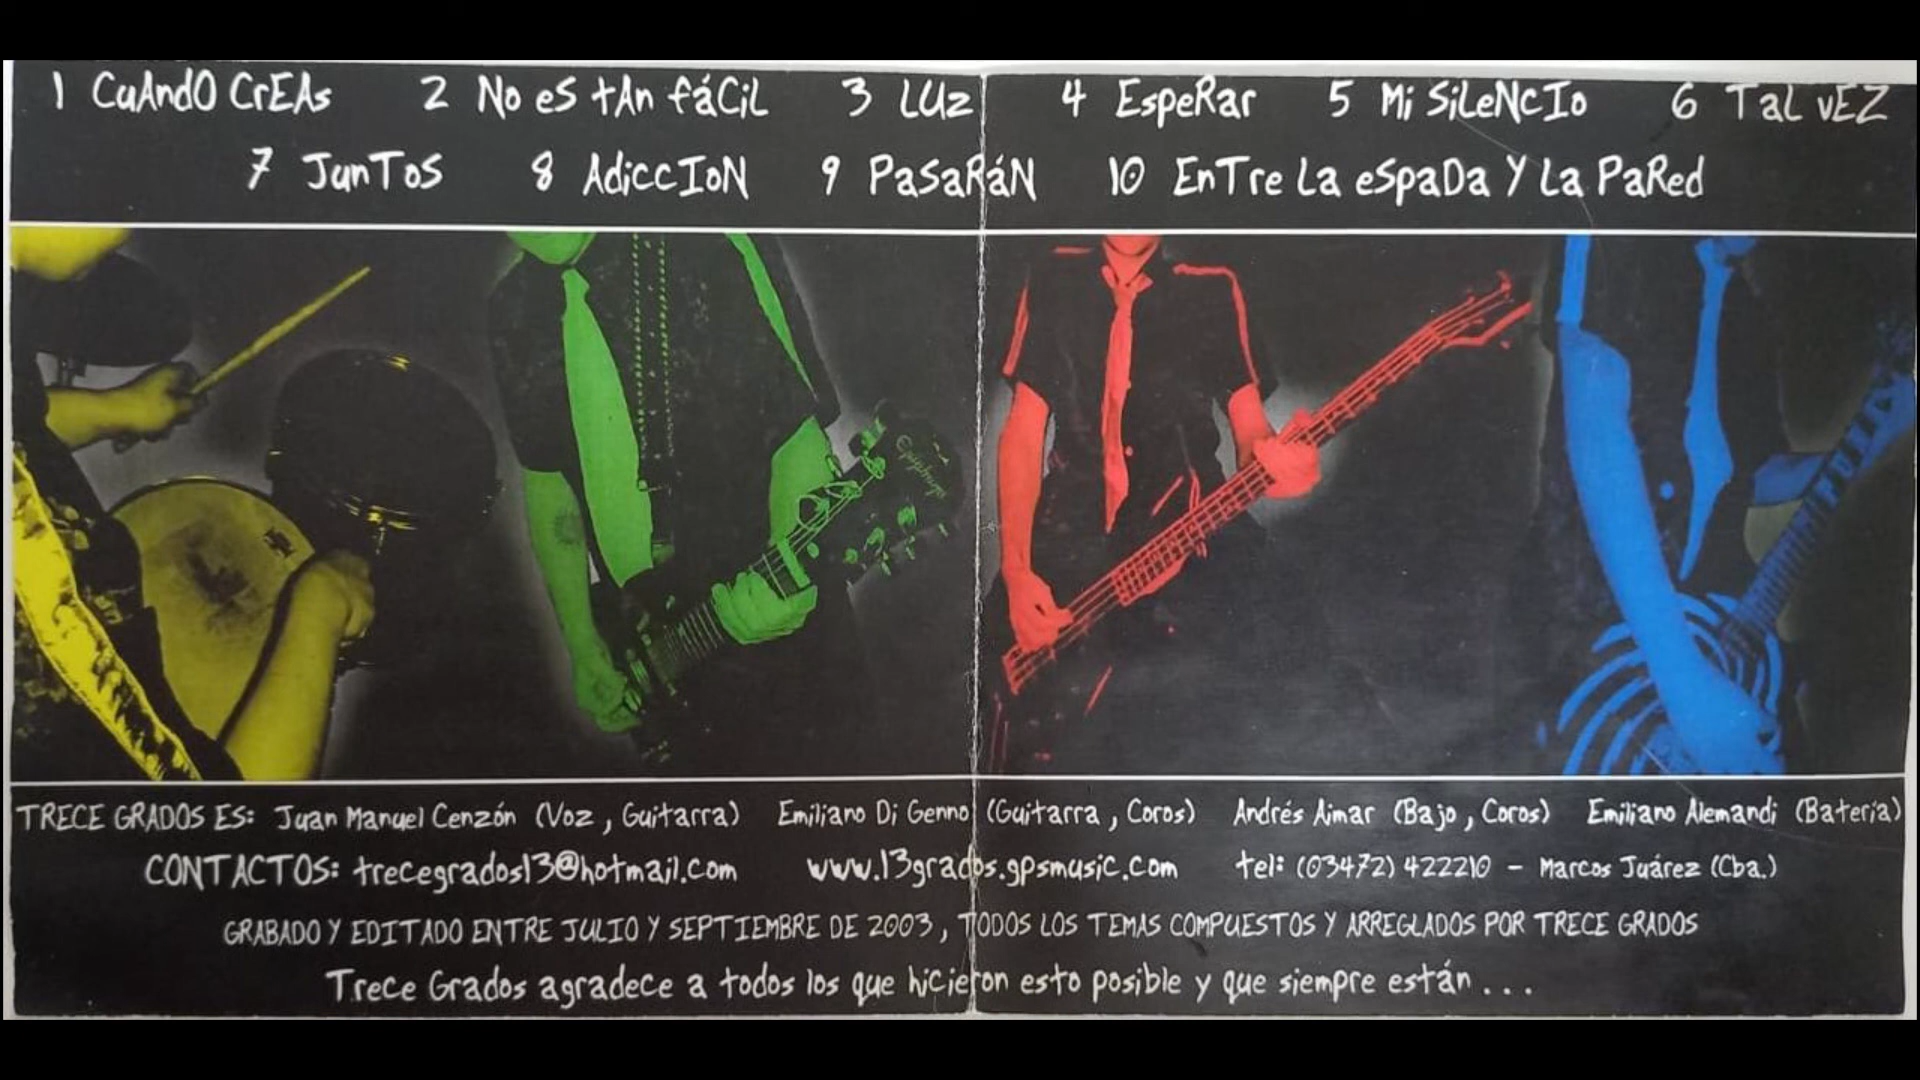 1 CuAndO CrEAs 2 No eS tAn fáCiL 3 LUz 4 EspeRar 5 Mi SiLeNcIo 6 TaL vEZ
7 JunToS 8 AdiccIoN 9 PaSaRáN 10 EnTre La eSpaDa Y La PaRed
Epiphone
TRECE GRADOS ES: Juan Manuel Cenzón (Voz , Guitarra) Emiliano Di Genno (Guitarra , Coros) Andrés Aimar (Bajo , Coros) Emiliano Alemandi (Batería)
CONTACTOS: trecegrados13@hotmail.com www.13grados.gpsmusic.com tel: (03472) 422210 - Marcos Juárez (Cba.)
GRABADO Y EDITADO ENTRE JULIO Y SEPTIEMBRE DE 2003 , TODOS LOS TEMAS COMPUESTOS Y ARREGLADOS POR TRECE GRADOS
Trece Grados agradece a todos los que hicieron esto posible y que siempre están . . .